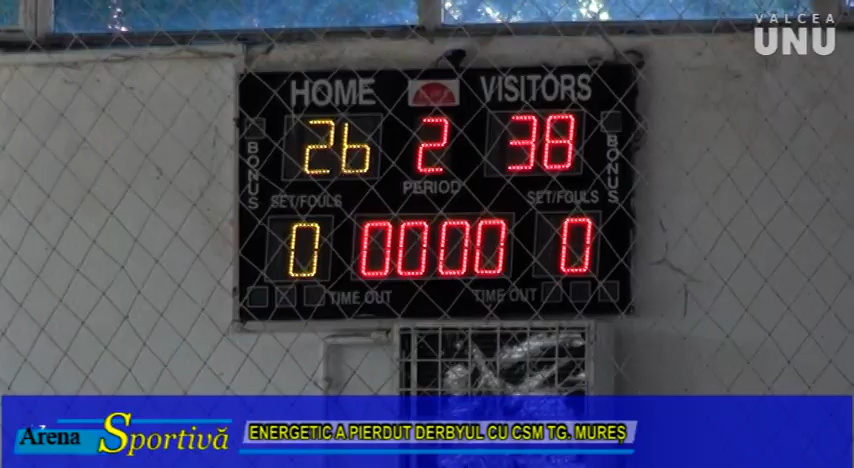 VALCEA
UNU
HOME VISITORS
26 2 38
PERIOD
BONUS BONUS
SET/FOULS SET/FOULS
0 0000 0
TIME OUT TIME OUT
Arena Sportivă
ENERGETIC A PIERDUT DERBYUL CU CSM TG. MUREȘ